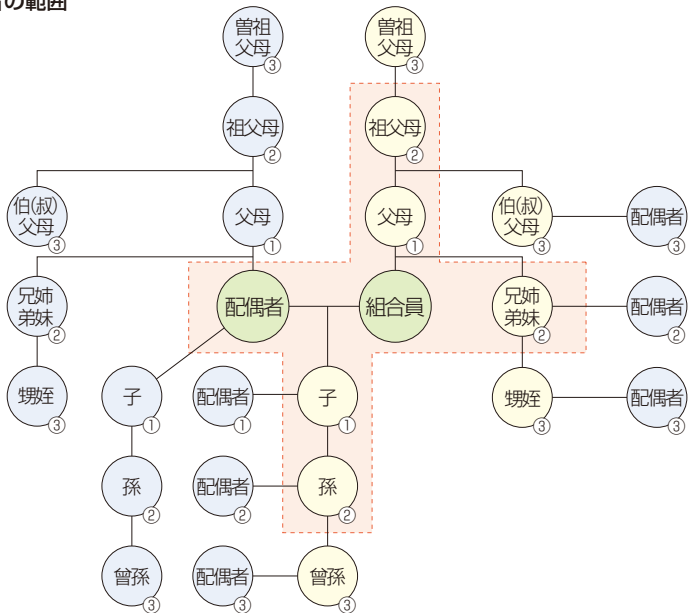 者の範囲
曽祖
父母
③
曽祖
父母
③
祖父母
②
祖父母
②
伯(叔)
父母
③
父母
①
父母
①
伯(叔)
父母
③
配偶者
③
兄姉
弟妹
②
配偶者
組合員
兄姉
弟妹
②
配偶者
②
甥姪
③
子
①
配偶者
①
子
①
甥姪
③
配偶者
③
孫
②
配偶者
②
孫
②
曾孫
③
配偶者
③
曾孫
③